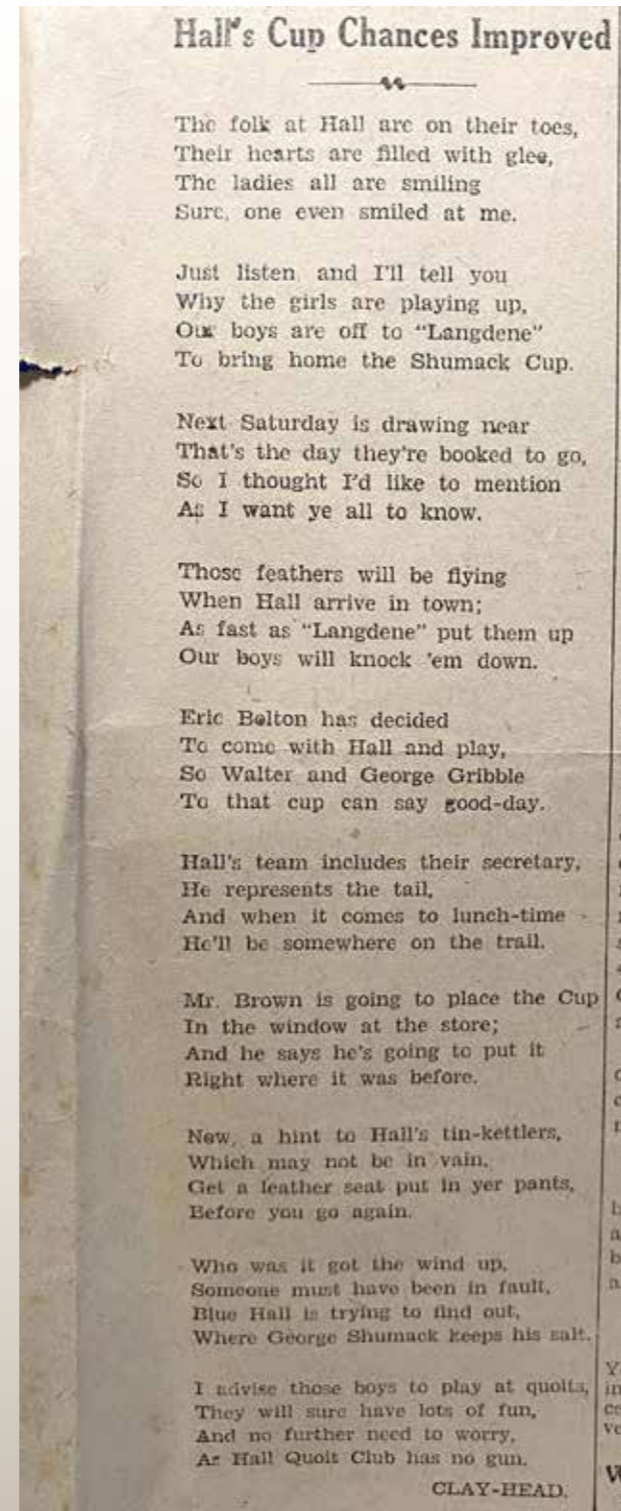 Hall's Cup Chances Improved
The folk at Hall are on their toes,
Their hearts are filled with glee,
The ladies all are smiling
Sure, one even smiled at me.
Just listen and I'll tell you
Why the girls are playing up,
Our boys are off to "Langdene"
To bring home the Shumack Cup.
Next Saturday is drawing near
That's the day they're booked to go,
So I thought I'd like to mention
As I want ye all to know.
Those feathers will be flying
When Hall arrive in town;
As fast as "Langdene" put them up
Our boys will knock 'em down.
Eric Bolton has decided
To come with Hall and play,
So Walter and George Gribble
To that cup can say good-day.
Hall's team includes their secretary,
He represents the tail,
And when it comes to lunch-time
He'll be somewhere on the trail.
Mr. Brown is going to place the Cup
In the window at the store;
And he says he's going to put it
Right where it was before.
Now, a hint to Hall's tin-kettlers,
Which may not be in vain,
Get a leather seat put in yer pants,
Before you go again.
Who was it got the wind up,
Someone must have been in fault,
Blue Hall is trying to find out,
Where George Shumack keeps his salt.
I advise those boys to play at quoits,
They will sure have lots of fun,
And no further need to worry,
As Hall Quoit Club has no gun.
CLAY-HEAD.